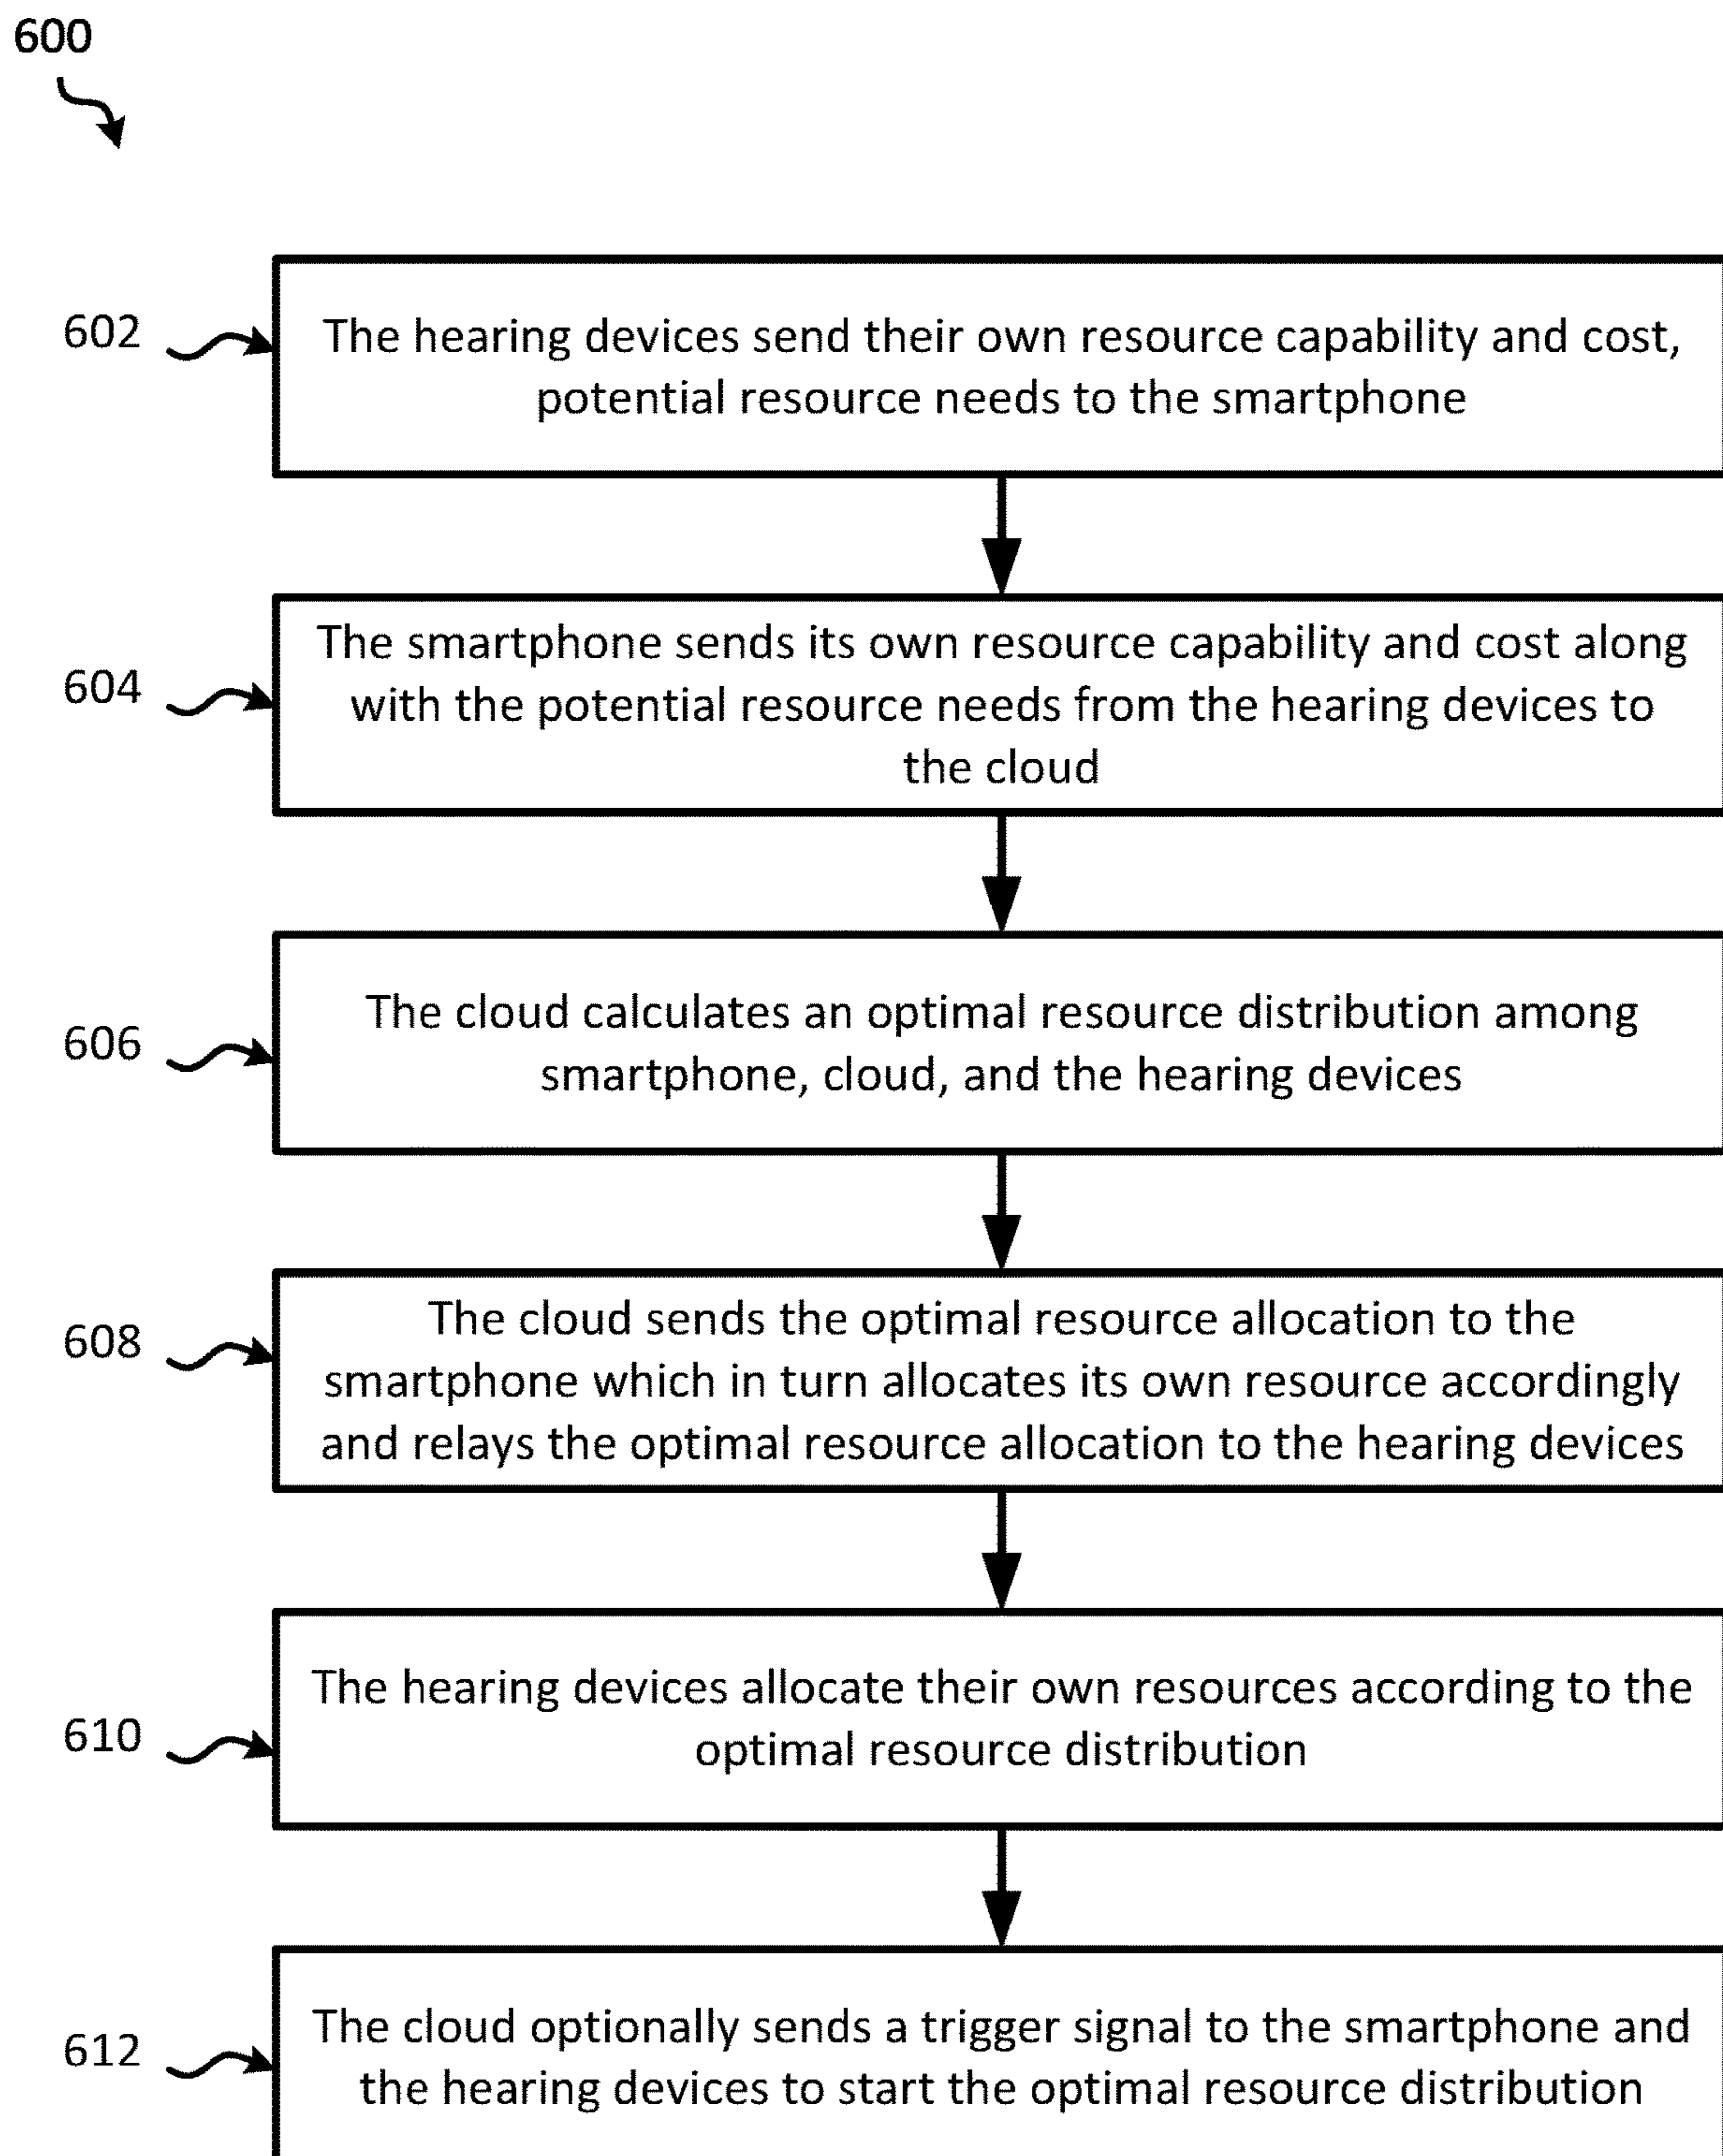 600
602
The hearing devices send their own resource capability and cost,
potential resource needs to the smartphone
604
The smartphone sends its own resource capability and cost along
with the potential resource needs from the hearing devices to
the cloud
606
The cloud calculates an optimal resource distribution among
smartphone, cloud, and the hearing devices
608
The cloud sends the optimal resource allocation to the
smartphone which in turn allocates its own resource accordingly
and relays the optimal resource allocation to the hearing devices
610
The hearing devices allocate their own resources according to the
optimal resource distribution
612
The cloud optionally sends a trigger signal to the smartphone and
the hearing devices to start the optimal resource distribution